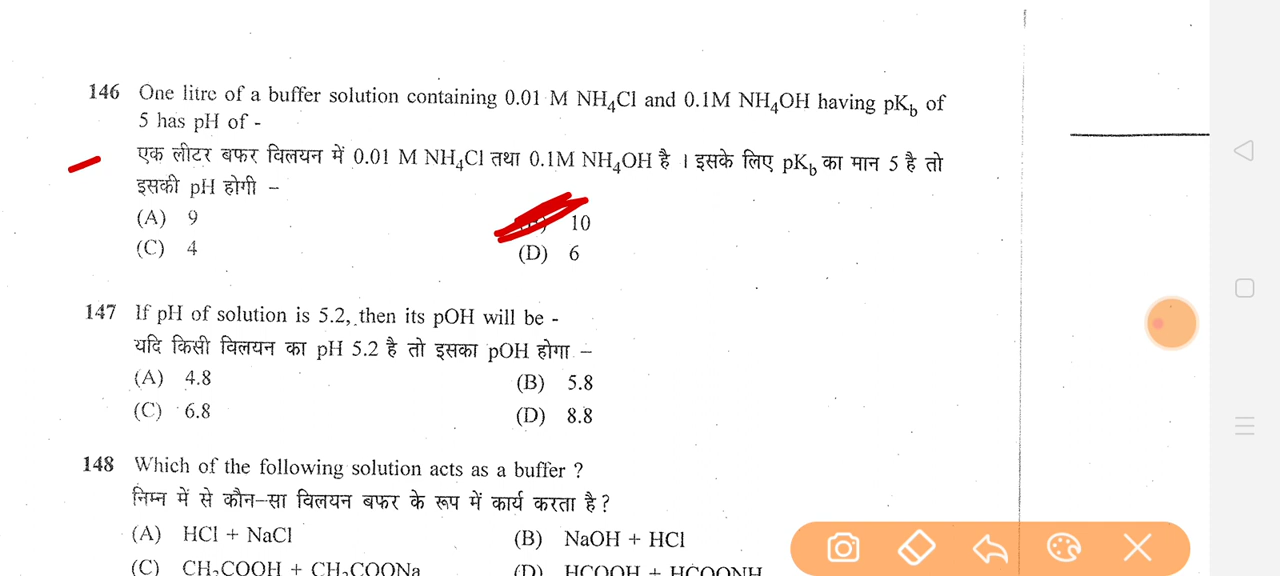 146 One litre of a buffer solution containing 0.01 M NH₄Cl and 0.1M NH₄OH having pK_b of
5 has pH of -
एक लीटर बफर विलयन में 0.01 M NH₄Cl तथा 0.1M NH₄OH है । इसके लिए pK_b का मान 5 है तो
इसकी pH होगी –
(A) 9
10
(C) 4
(D) 6
147 If pH of solution is 5.2, then its pOH will be -
यदि किसी विलयन का pH 5.2 है तो इसका pOH होगा –
(A) 4.8
(B) 5.8
(C) 6.8
(D) 8.8
148 Which of the following solution acts as a buffer ?
निम्न में से कौन-सा विलयन बफर के रूप में कार्य करता है ?
(A) HCl + NaCl
(B) NaOH + HCl
(C) CH₃COOH + CH₃COONa
(D) HCOOH + HCOONH